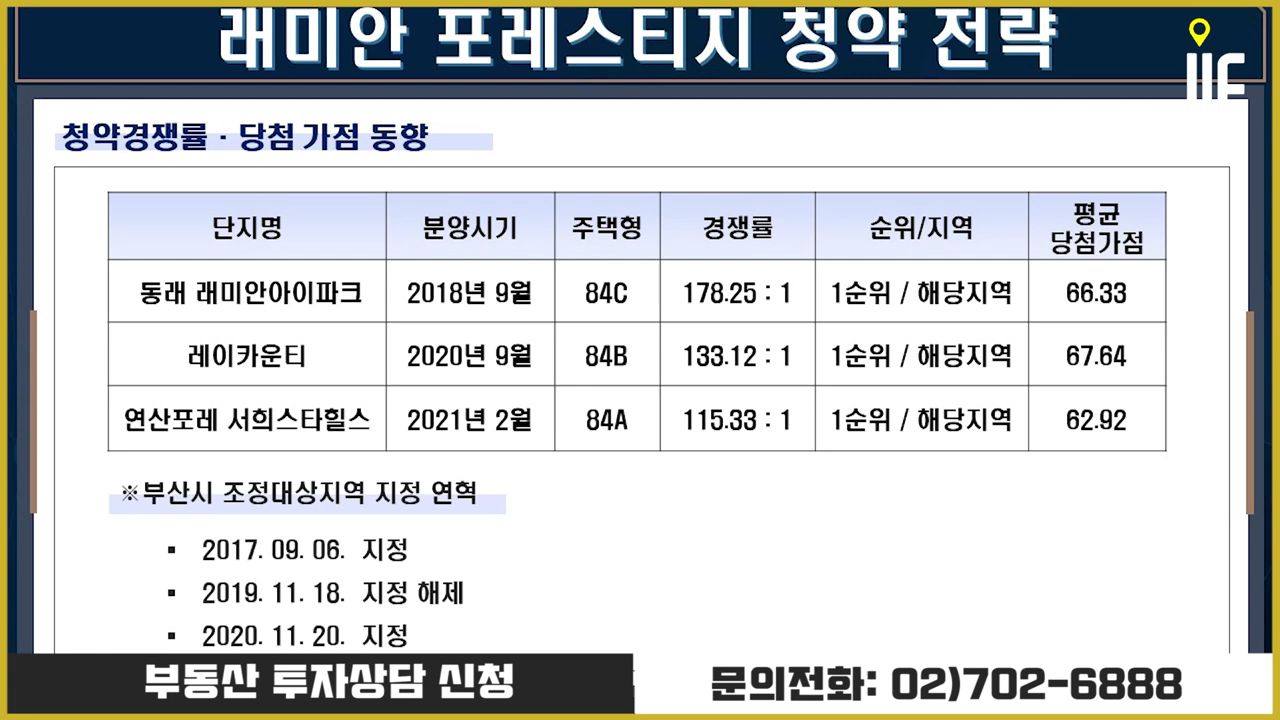 래미안 포레스티지 청약 전략
청약경쟁률 · 당첨 가점 동향
단지명 분양시기 주택형 경쟁률 순위/지역 평균 당첨가점
동래 래미안아이파크 2018년 9월 84C 178.25 : 1 1순위 / 해당지역 66.33
레이카운티 2020년 9월 84B 133.12 : 1 1순위 / 해당지역 67.64
연산포레 서희스타힐스 2021년 2월 84A 115.33 : 1 1순위 / 해당지역 62.92
※부산시 조정대상지역 지정 연혁
▪ 2017. 09. 06. 지정
▪ 2019. 11. 18. 지정 해제
▪ 2020. 11. 20. 지정
부동산 투자상담 신청 문의전화: 02)702-6888